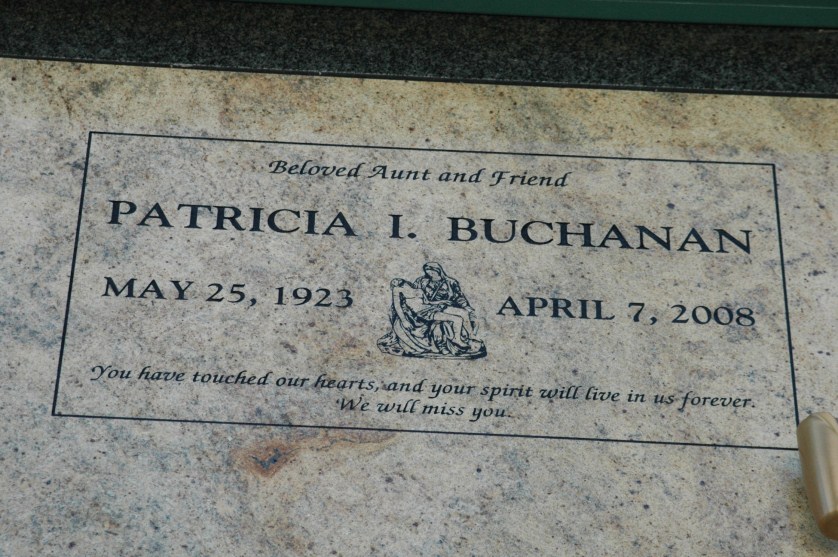 Beloved Aunt and Friend
PATRICIA I. BUCHANAN
MAY 25, 1923 APRIL 7, 2008
You have touched our hearts, and your spirit will live in us forever.
We will miss you.